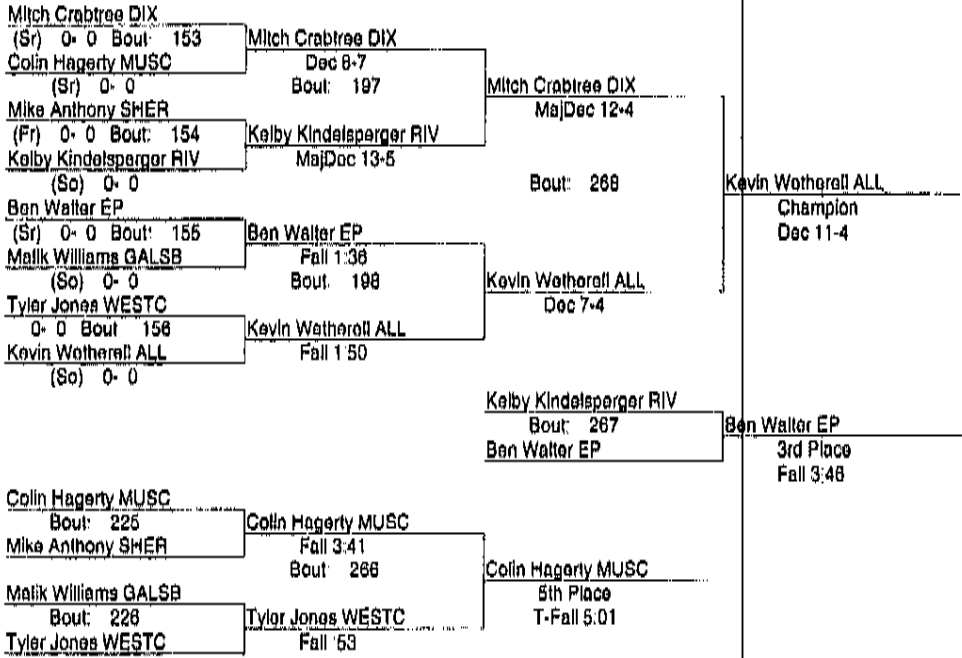 Mitch Crabtree DIX
(Sr) 0- 0 Bout: 153
Colin Hagerty MUSC
(Sr) 0- 0
Mike Anthony SHER
(Fr) 0- 0 Bout: 154
Kelby Kindelsperger RIV
(So) 0- 0
Ben Walter EP
(Sr) 0- 0 Bout: 155
Malik Williams GALSB
(So) 0- 0
Tyler Jones WESTC
0- 0 Bout 156
Kevin Wetherell ALL
(So) 0- 0
Mitch Crabtree DIX
Dec 8-7
Bout: 197
Kelby Kindelsperger RIV
MajDec 13-5
Ben Walter EP
Fall 1:36
Bout. 198
Kevin Wetherell ALL
Fall 1:50
Mitch Crabtree DIX
MajDec 12-4
Bout: 268
Kevin Wetherell ALL
Dec 7-4
Kevin Wetherell ALL
Champion
Dec 11-4
Kelby Kindelsperger RIV
Bout: 267
Ben Walter EP
Ben Walter EP
3rd Place
Fall 3:46
Colin Hagerty MUSC
Bout: 225
Mike Anthony SHER
Malik Williams GALSB
Bout: 226
Tyler Jones WESTC
Colin Hagerty MUSC
Fall 3:41
Bout 266
Tyler Jones WESTC
Fall :53
Colin Hagerty MUSC
5th Place
T-Fall 5:01